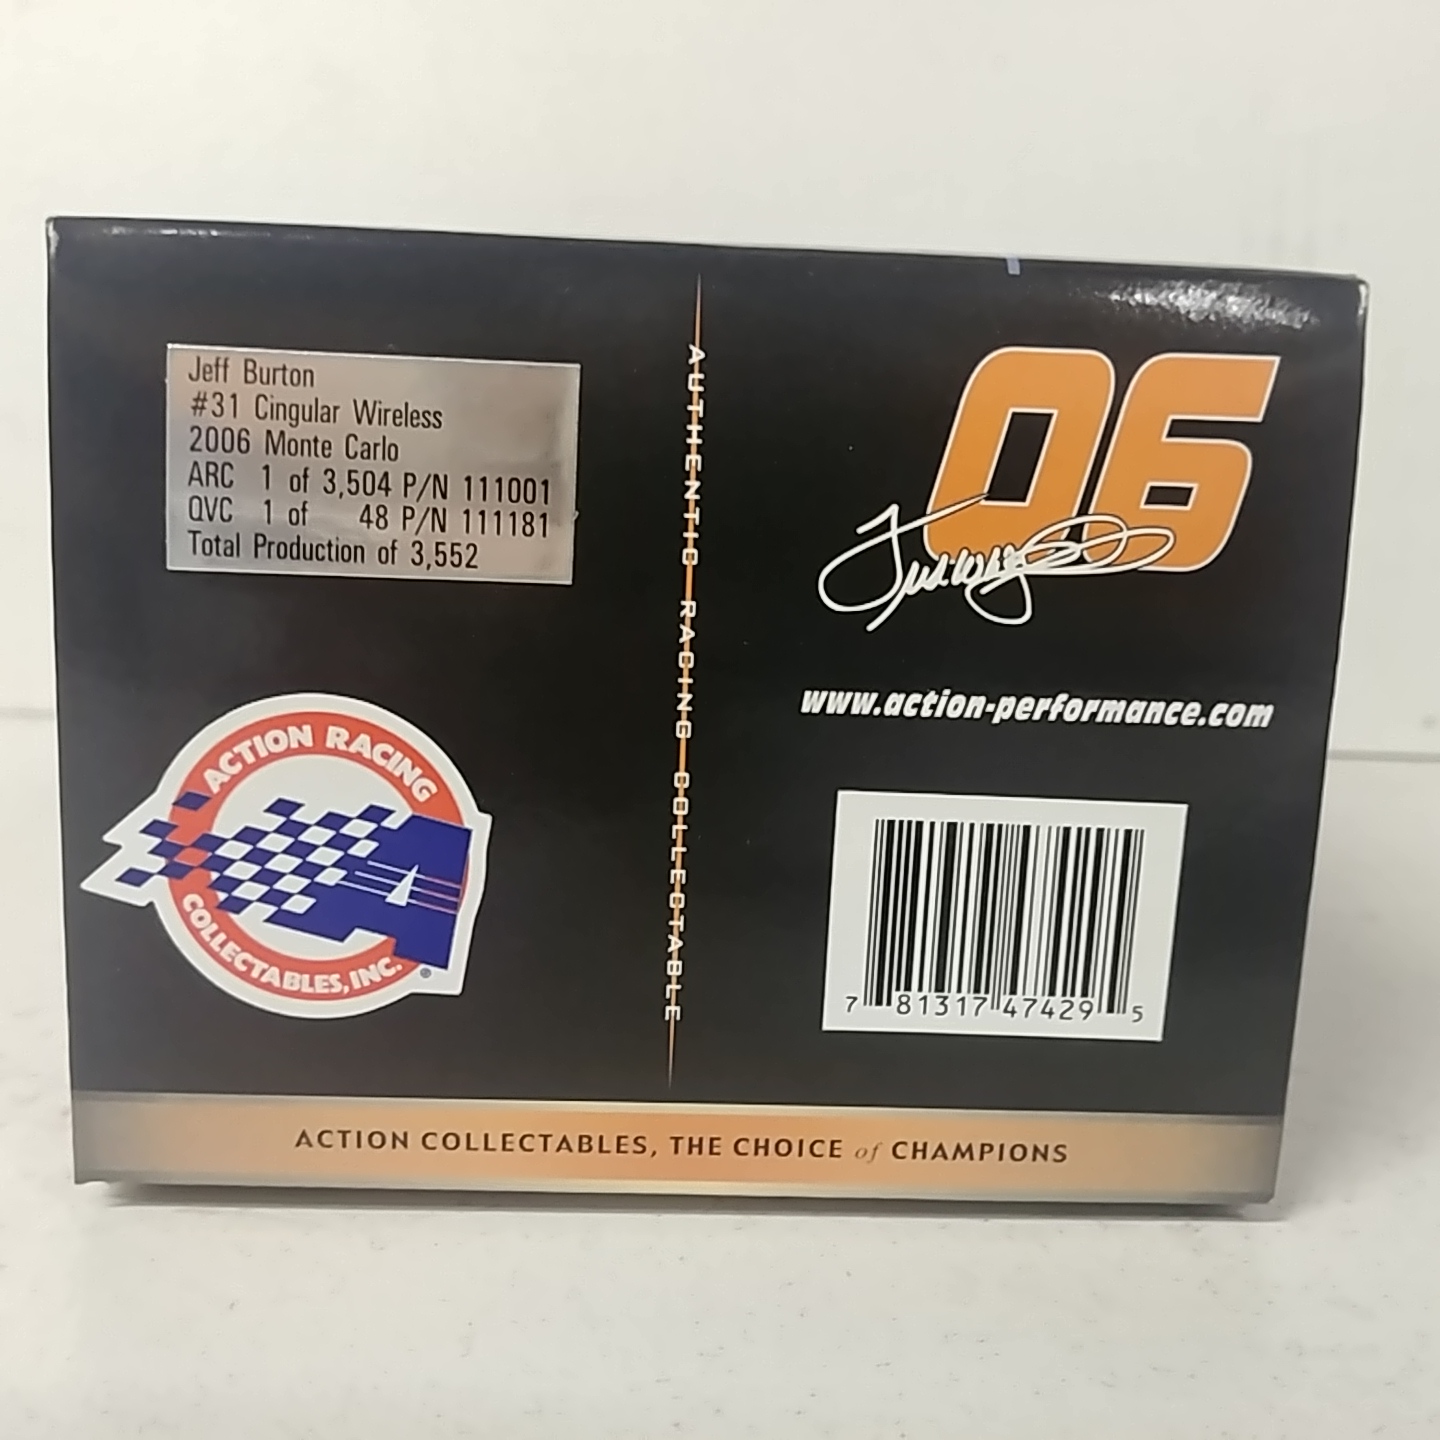 Jeff Burton
#31 Cingular Wireless
2006 Monte Carlo
ARC 1 of 3,504 P/N 111001
QVC 1 of 48 P/N 111181
Total Production of 3,552
AUTHENTIC RACING COLLECTABLE
06
www.action-performance.com
ACTION RACING
COLLECTABLES, INC.®
7 81317 47429 5
ACTION COLLECTABLES, THE CHOICE of CHAMPIONS